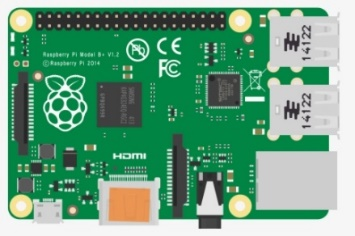 Raspberry Pi Model B+ V1.2
©Raspberry Pi 2014
CE
FC
14122
14122
HDMI